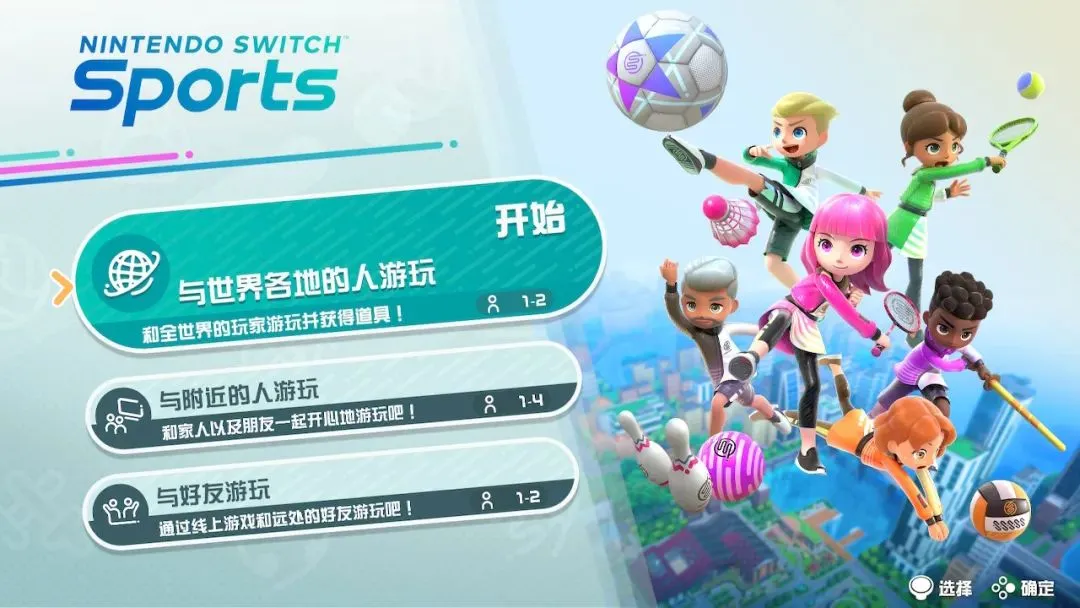 NINTENDO SWITCH™
Sports
开始
与世界各地的人游玩
1-2
和全世界的玩家游玩并获得道具！
与附近的人游玩
1-4
和家人以及朋友一起开心地游玩吧！
与好友游玩
1-2
通过线上游戏和远处的好友游玩吧！
选择
确定